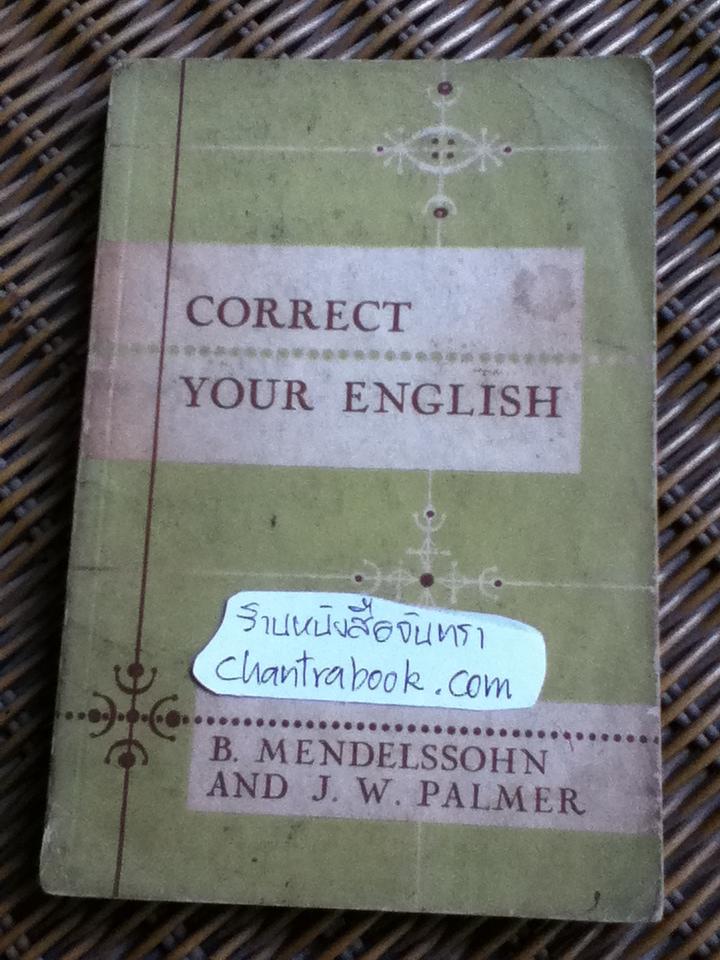 CORRECT
YOUR ENGLISH
ร้านหนังสือจันทรา
chantrabook.com
B. MENDELSSOHN
AND J. W. PALMER